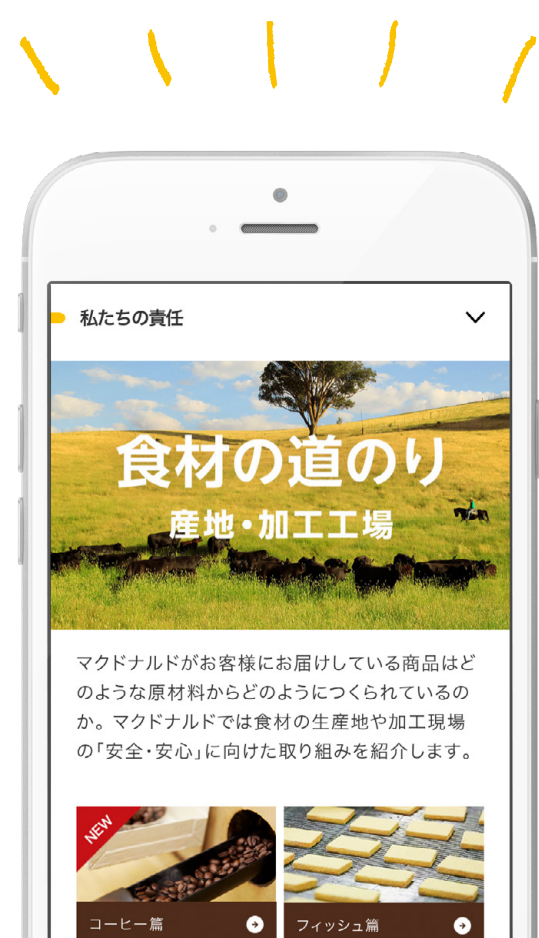 私たちの責任
食材の道のり
産地・加工工場
マクドナルドがお客様にお届けしている商品はど
のような原材料からどのようにつくられているの
か。マクドナルドでは食材の生産地や加工現場
の「安全・安心」に向けた取り組みを紹介します。
NEW
コーヒー篇
フィッシュ篇